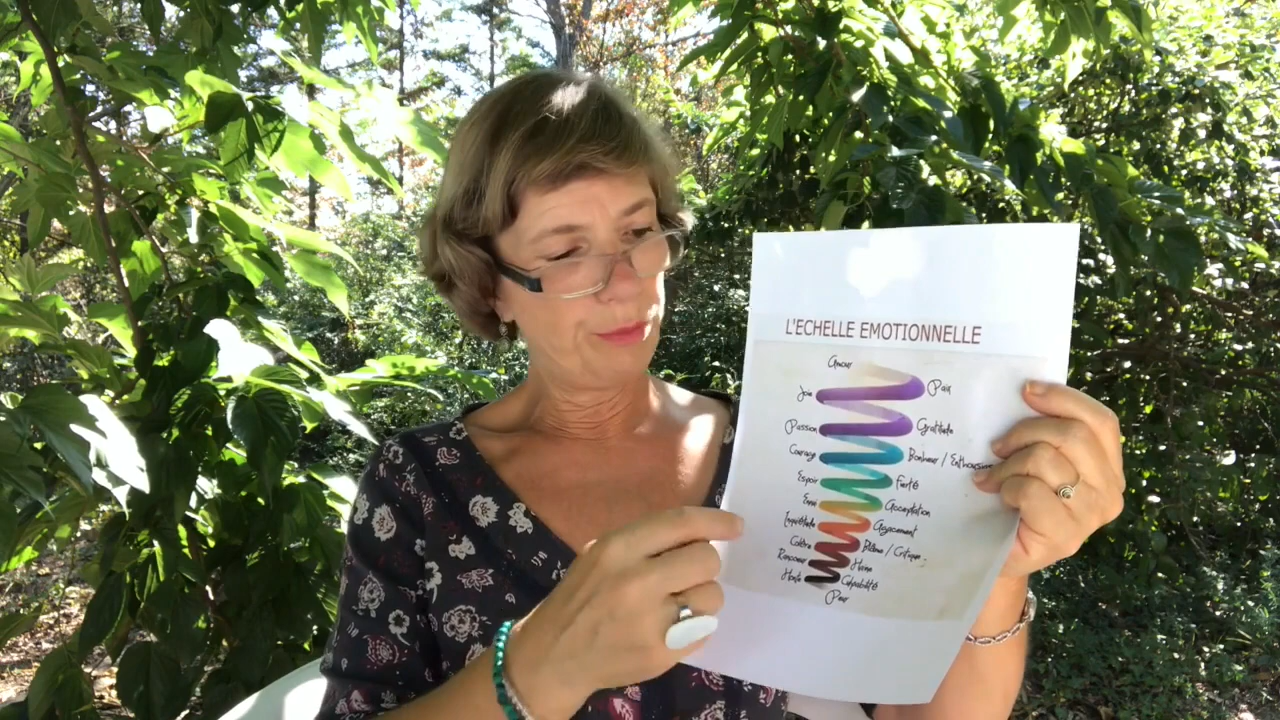 L'ECHELLE EMOTIONNELLE
Amour
Joie Paix
Passion Gratitude
Courage Bonheur / Enthousiasme
Espoir Fierté
Ennui Acceptation
Inquiétude Agacement
Colère Blâme / Critique
Rancoeur Haine
Honte Culpabilité
Peur